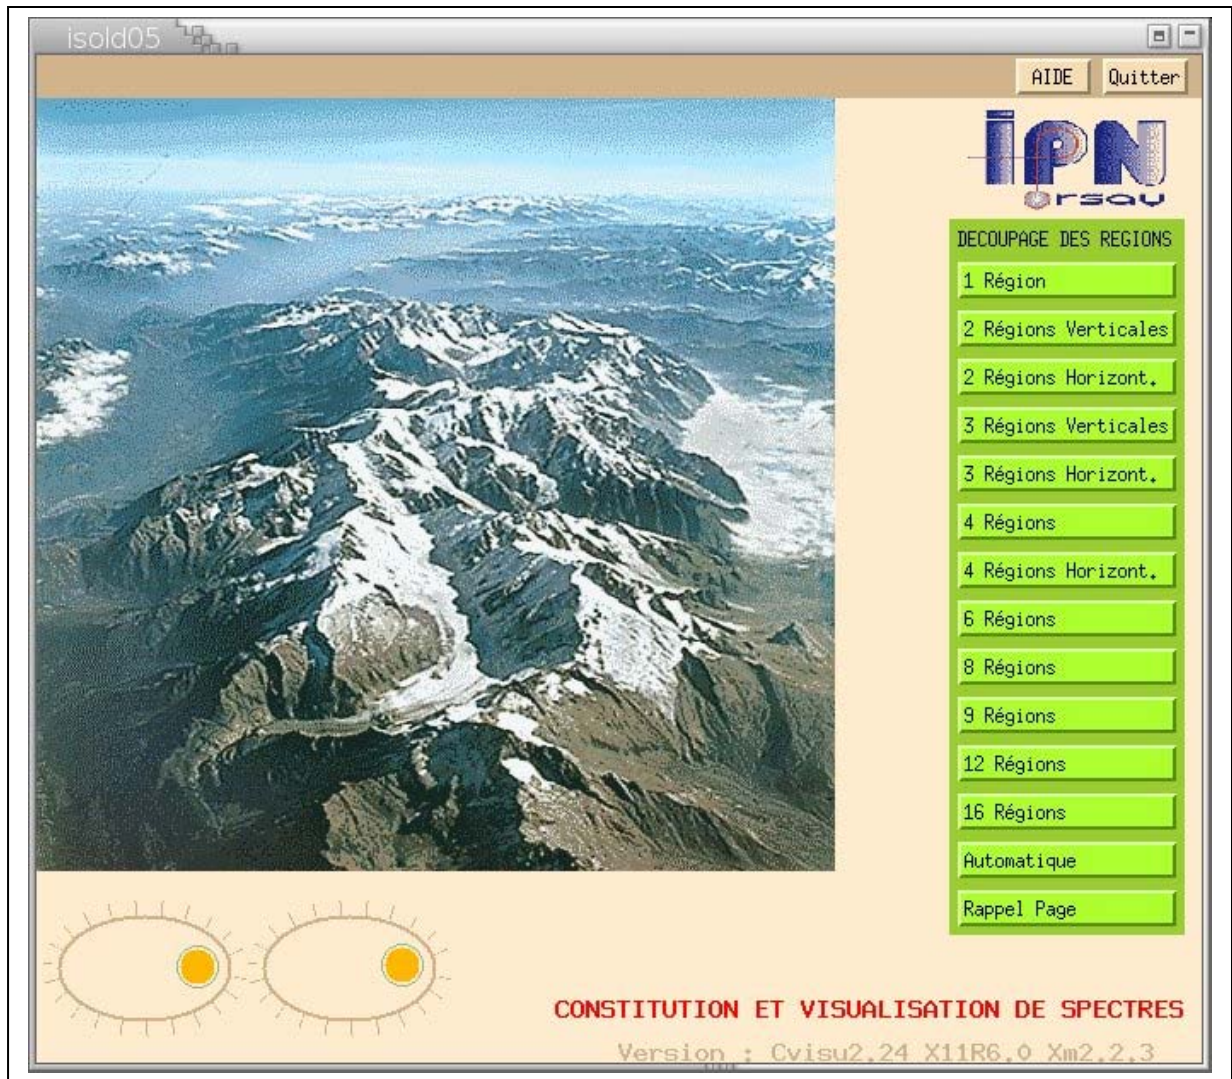 isold05
AIDE Quitter
IPN
Orsay
DECOUPAGE DES REGIONS
1 Région
2 Régions Verticales
2 Régions Horizont.
3 Régions Verticales
3 Régions Horizont.
4 Régions
4 Régions Horizont.
6 Régions
8 Régions
9 Régions
12 Régions
16 Régions
Automatique
Rappel Page
CONSTITUTION ET VISUALISATION DE SPECTRES
Version : Cvisu2.24 X11R6.0 Xm2.2.3